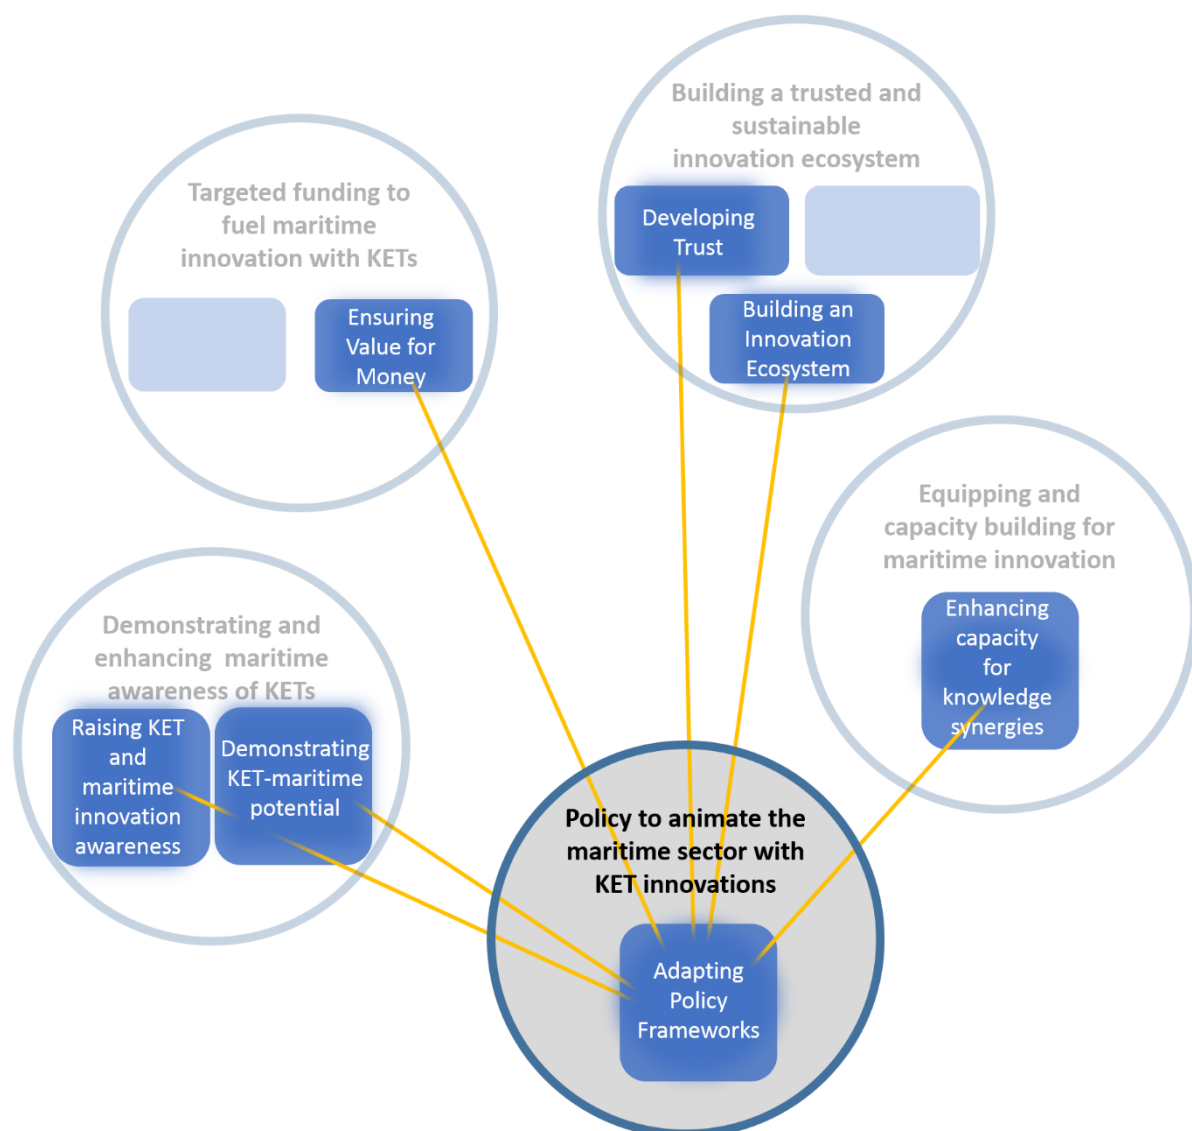 Building a trusted and
sustainable
innovation ecosystem
Developing
Trust
Building an
Innovation
Ecosystem
Targeted funding to
fuel maritime
innovation with KETs
Ensuring
Value for
Money
Equipping and
capacity building for
maritime innovation
Enhancing
capacity
for
knowledge
synergies
Demonstrating and
enhancing maritime
awareness of KETs
Raising KET
and
maritime
innovation
awareness
Demonstrating
KET-maritime
potential
Policy to animate the
maritime sector with
KET innovations
Adapting
Policy
Frameworks